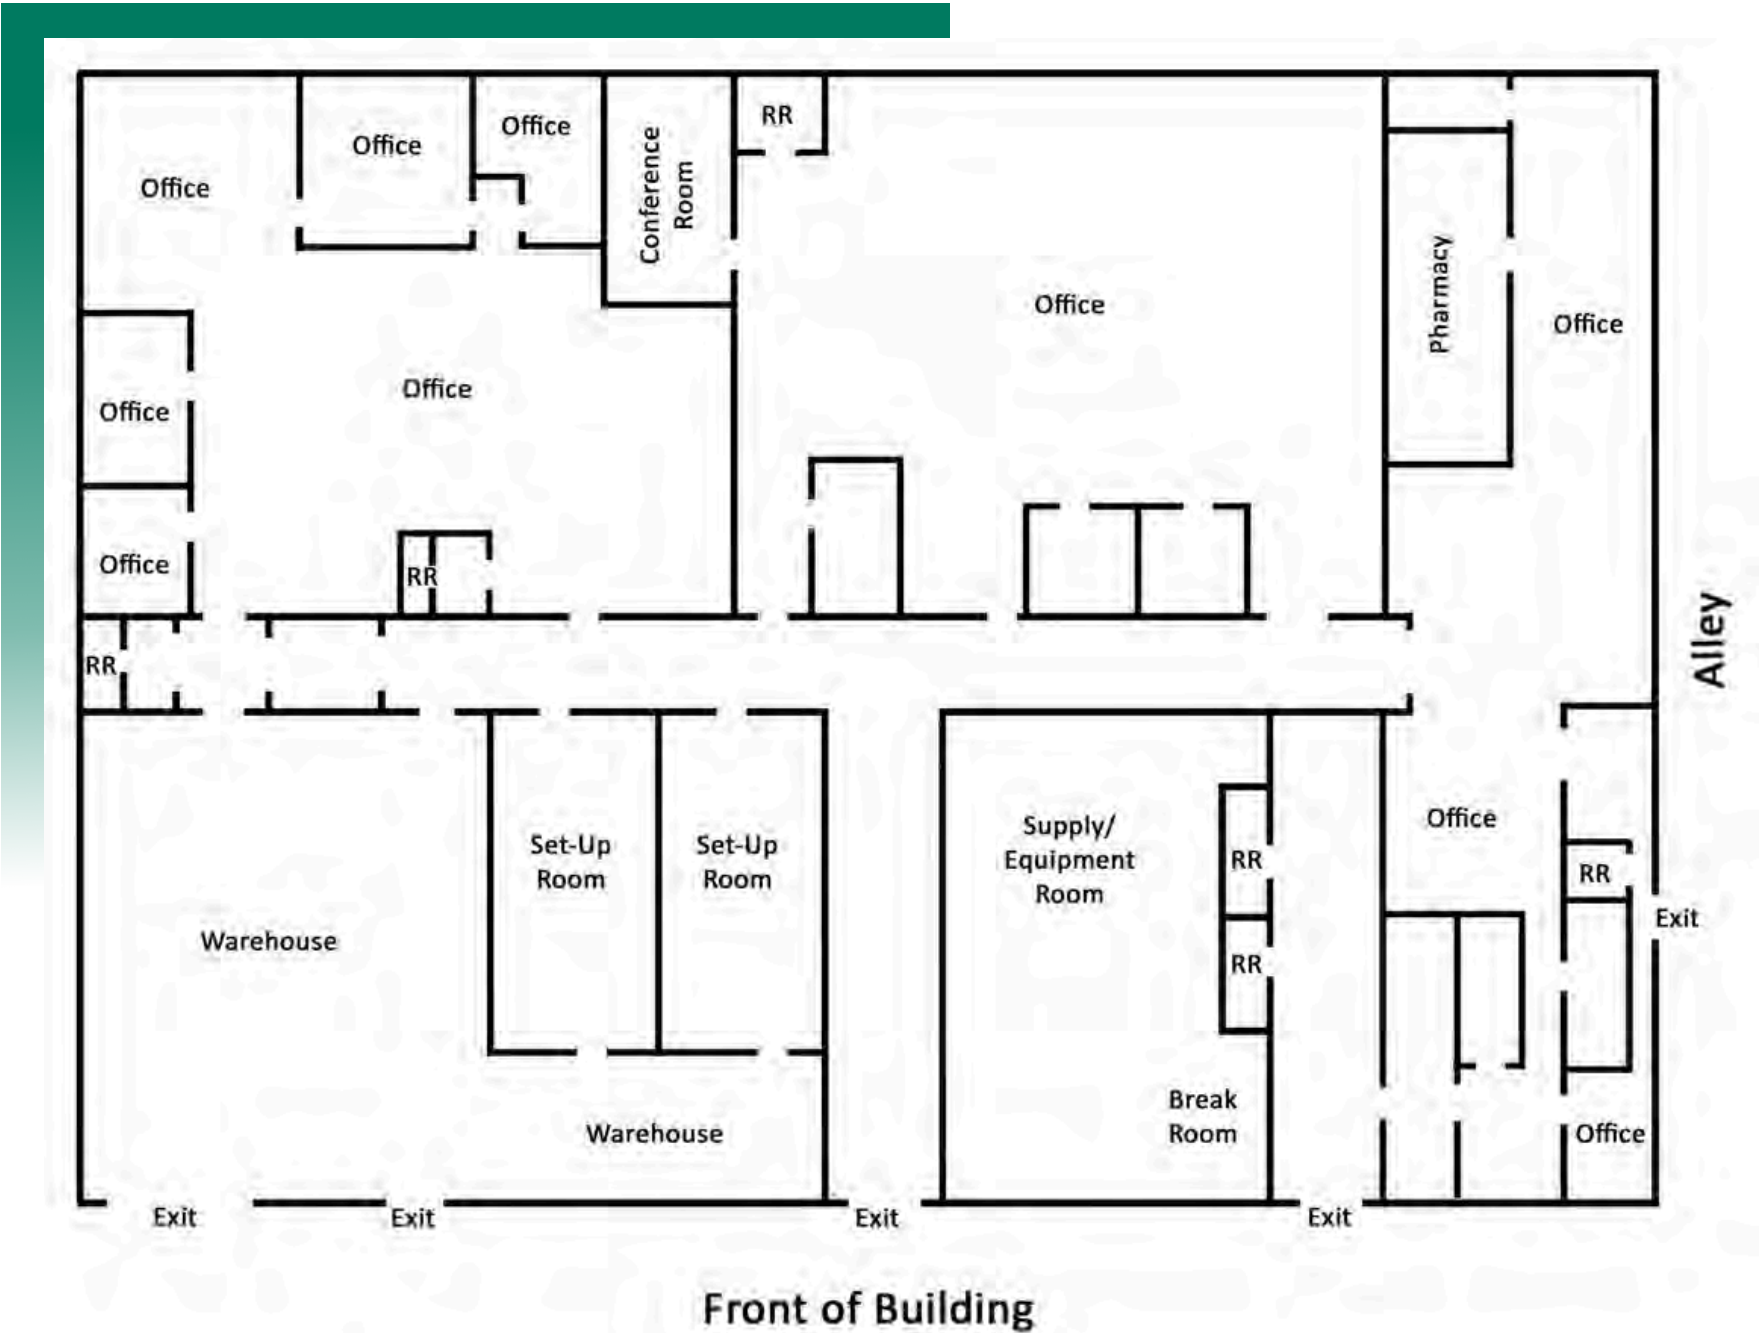 Office
Office
Office
Conference
Room
RR
Office
Pharmacy
Office
Office
Office
Office
RR
RR
Alley
Set-Up
Room
Set-Up
Room
Supply/
Equipment
Room
RR
RR
Office
RR
Exit
Warehouse
Warehouse
Break
Room
Office
Exit
Exit
Exit
Exit
Front of Building